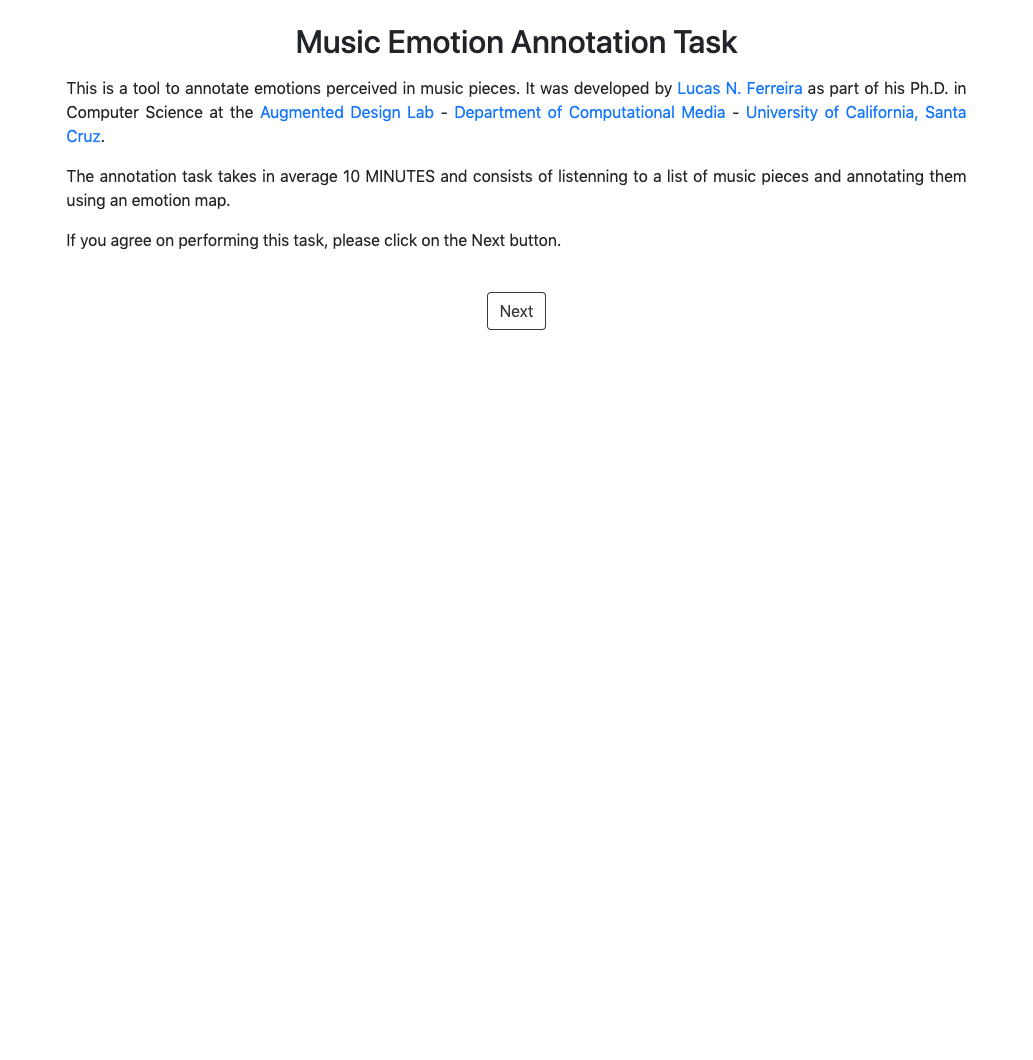 Music Emotion Annotation Task
This is a tool to annotate emotions perceived in music pieces. It was developed by Lucas N. Ferreira as part of his Ph.D. in
Computer Science at the Augmented Design Lab - Department of Computational Media - University of California, Santa
Cruz.
The annotation task takes in average 10 MINUTES and consists of listenning to a list of music pieces and annotating them
using an emotion map.
If you agree on performing this task, please click on the Next button.
Next